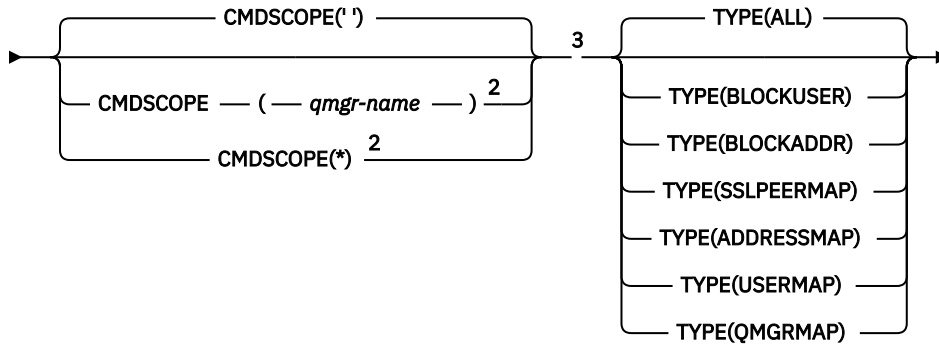 CMDSCOPE(' ')
CMDSCOPE ( qmgr-name ) 2
CMDSCOPE(*) 2
3
TYPE(ALL)
TYPE(BLOCKUSER)
TYPE(BLOCKADDR)
TYPE(SSLPEERMAP)
TYPE(ADDRESSMAP)
TYPE(USERMAP)
TYPE(QMGRMAP)